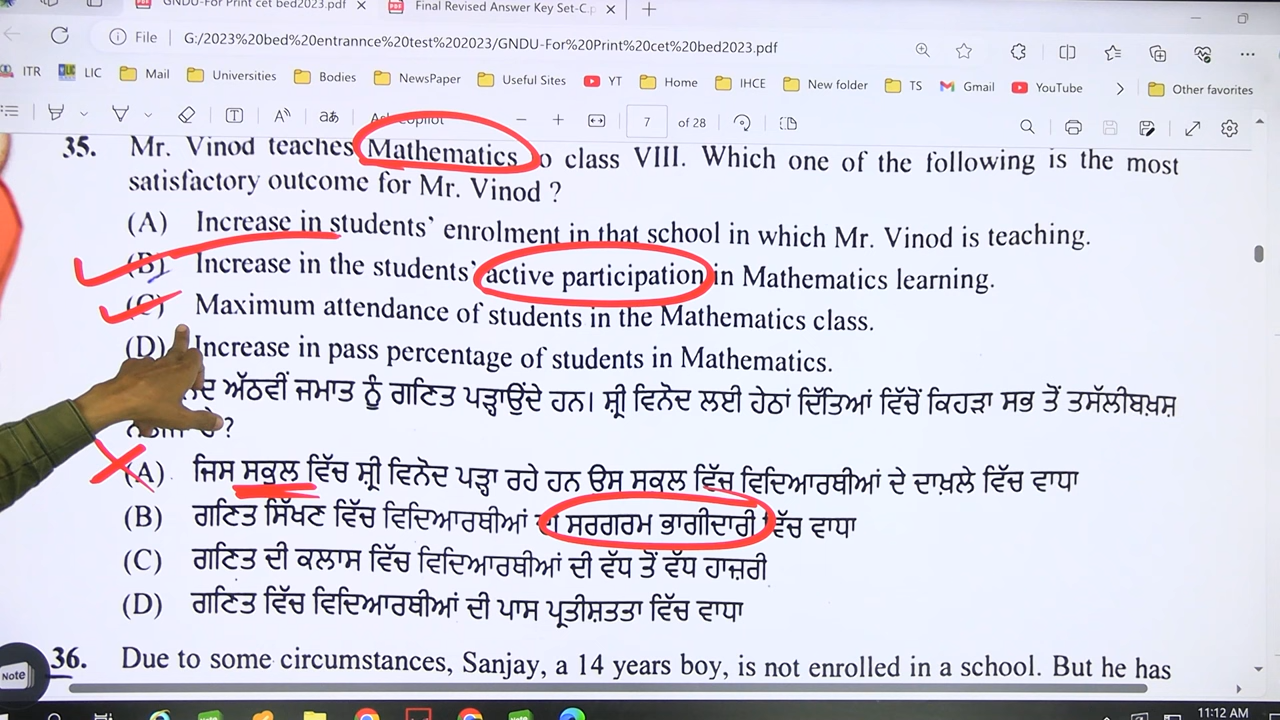 GNDU-For Print cet bed2023.pdf
Final Revised Answer Key Set-C.p
File G:/2023%20bed%20entrannce%20test%202023/GNDU-For%20Print%20cet%20bed2023.pdf
ITR LIC Mail Universities Bodies NewsPaper Useful Sites YT Home IHCE New folder TS Gmail YouTube Other favorites
7 of 28
35. Mr. Vinod teaches Mathematics to class VIII. Which one of the following is the most
satisfactory outcome for Mr. Vinod ?
(A) Increase in students' enrolment in that school in which Mr. Vinod is teaching.
(B) Increase in the students' active participation in Mathematics learning.
(C) Maximum attendance of students in the Mathematics class.
(D) Increase in pass percentage of students in Mathematics.
ਅੱਠਵੀਂ ਜਮਾਤ ਨੂੰ ਗਣਿਤ ਪੜ੍ਹਾਉਂਦੇ ਹਨ। ਸ਼੍ਰੀ ਵਿਨੋਦ ਲਈ ਹੇਠਾਂ ਦਿੱਤਿਆਂ ਵਿੱਚੋਂ ਕਿਹੜਾ ਸਭ ਤੋਂ ਤਸੱਲੀਬਖ਼ਸ਼
ਹੈ ?
(A) ਜਿਸ ਸਕੂਲ ਵਿੱਚ ਸ਼੍ਰੀ ਵਿਨੋਦ ਪੜ੍ਹਾ ਰਹੇ ਹਨ ਉਸ ਸਕੂਲ ਵਿੱਚ ਵਿਦਿਆਰਥੀਆਂ ਦੇ ਦਾਖ਼ਲੇ ਵਿੱਚ ਵਾਧਾ
(B) ਗਣਿਤ ਸਿੱਖਣ ਵਿੱਚ ਵਿਦਿਆਰਥੀਆਂ ਦੀ ਸਰਗਰਮ ਭਾਗੀਦਾਰੀ ਵਿੱਚ ਵਾਧਾ
(C) ਗਣਿਤ ਦੀ ਕਲਾਸ ਵਿੱਚ ਵਿਦਿਆਰਥੀਆਂ ਦੀ ਵੱਧ ਤੋਂ ਵੱਧ ਹਾਜ਼ਰੀ
(D) ਗਣਿਤ ਵਿੱਚ ਵਿਦਿਆਰਥੀਆਂ ਦੀ ਪਾਸ ਪ੍ਰਤੀਸ਼ਤਤਾ ਵਿੱਚ ਵਾਧਾ
36. Due to some circumstances, Sanjay, a 14 years boy, is not enrolled in a school. But he has
Note
11:12 AM